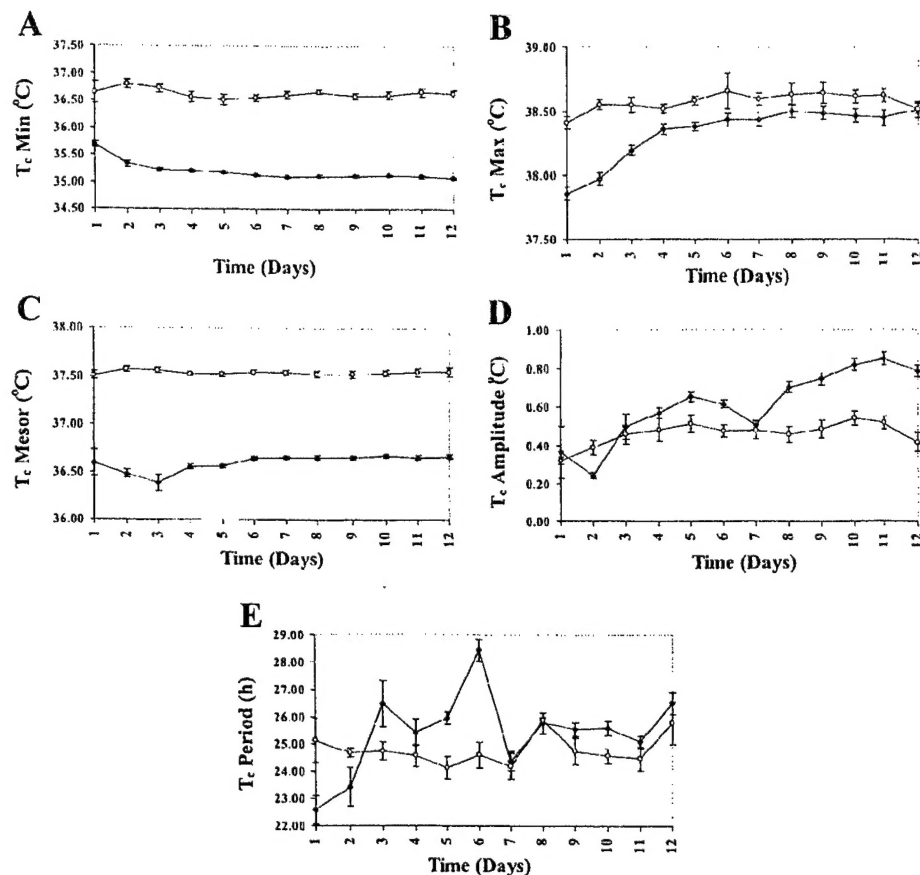 A
T_c Min (°C)
37.50
37.00
36.50
36.00
35.50
35.00
34.50
1 2 3 4 5 6 7 8 9 10 11 12
Time (Days)
B
T_c Max (°C)
39.00
38.50
38.00
37.50
1 2 3 4 5 6 7 8 9 10 11 12
Time (Days)
C
T_c Mesor (°C)
38.00
37.50
37.00
36.50
36.00
1 2 3 4 5 6 7 8 9 10 11 12
Time (Days)
D
T_c Amplitude (°C)
1.00
0.80
0.60
0.40
0.20
0.00
1 2 3 4 5 6 7 8 9 10 11 12
Time (Days)
E
T_c Period (h)
29.00
28.00
27.00
26.00
25.00
24.00
23.00
22.00
1 2 3 4 5 6 7 8 9 10 11 12
Time (Days)